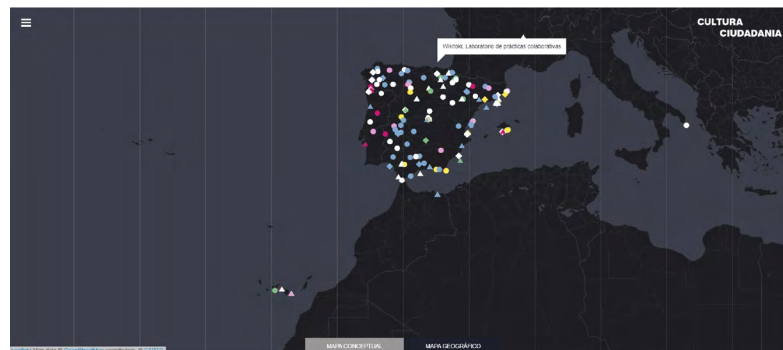 CULTURA
CIUDADANIA
Wikitoki, Laboratorio de prácticas colaborativas
MAPA CONCEPTUAL
MAPA GEOGRÁFICO